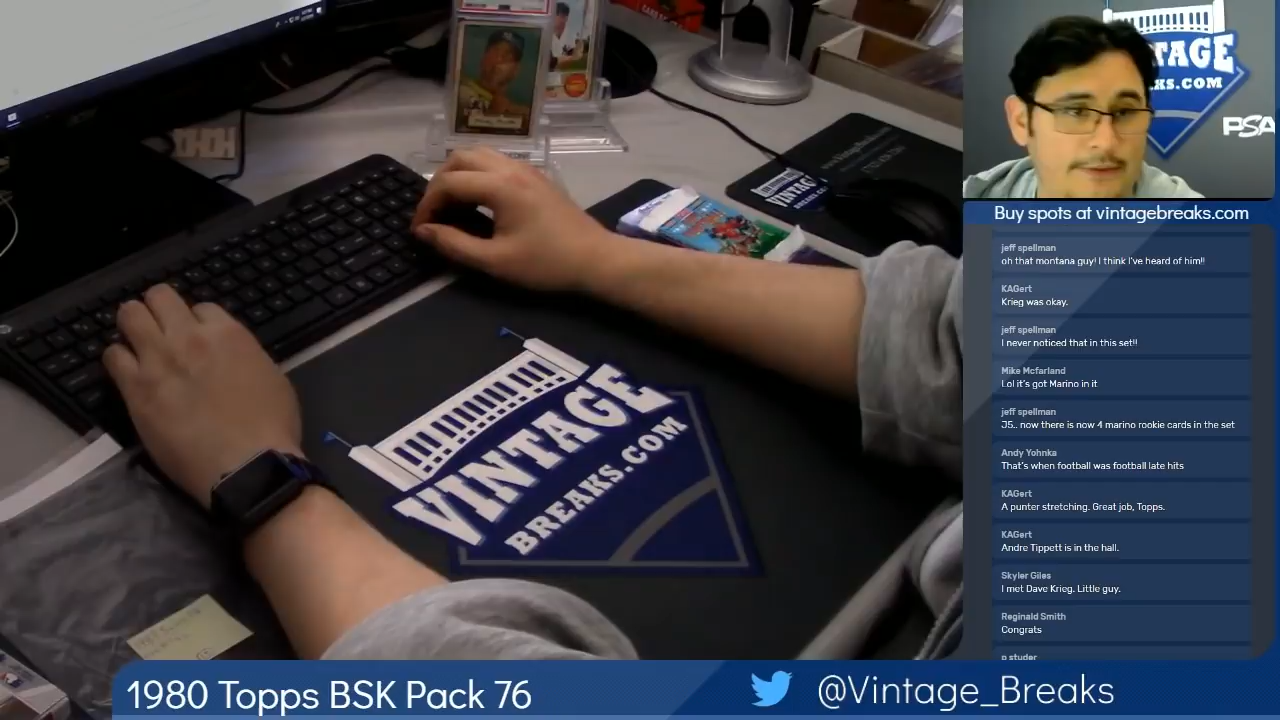 TAGE
KS.COM
PSA
VINTAGE
VINTAGE
BREAKS.COM
Buy spots at vintagebreaks.com
jeff spellman
oh that montana guy! I think I've heard of him!!
KAGert
Krieg was okay.
jeff spellman
I never noticed that in this set!!
Mike Mcfarland
Lol it's got Marino in it
jeff spellman
J5.. now there is now 4 marino rookie cards in the set
Andy Yohnka
That's when football was football late hits
KAGert
A punter stretching. Great job, Topps.
KAGert
Andre Tippett is in the hall.
Skyler Giles
I met Dave Krieg. Little guy.
Reginald Smith
Congrats
p studer
1980 Topps BSK Pack 76
@Vintage_Breaks